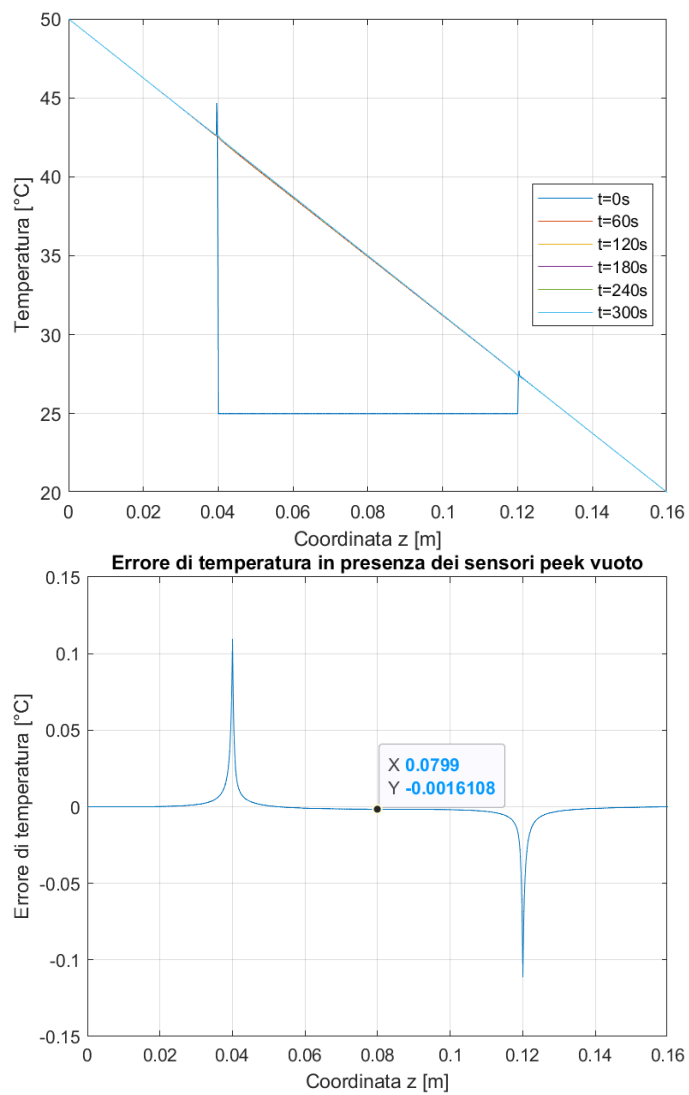 50
45
40
35
30
25
20
Temperatura [°C]
t=0s
t=60s
t=120s
t=180s
t=240s
t=300s
0 0.02 0.04 0.06 0.08 0.1 0.12 0.14 0.16
Coordinata z [m]
Errore di temperatura in presenza dei sensori peek vuoto
0.15
0.1
0.05
0
-0.05
-0.1
-0.15
Errore di temperatura [°C]
X 0.0799
Y -0.0016108
0 0.02 0.04 0.06 0.08 0.1 0.12 0.14 0.16
Coordinata z [m]